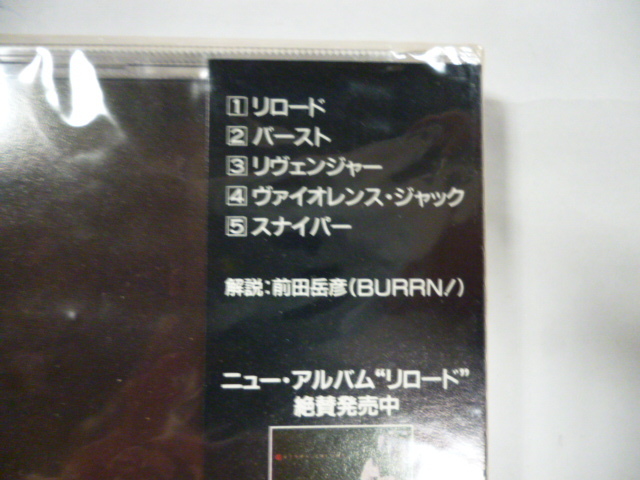 1 リロード
2 バースト
3 リヴェンジャー
4 ヴァイオレンス・ジャック
5 スナイパー
解説:前田岳彦(BURRN!)
ニュー・アルバム“リロード”
絶賛発売中